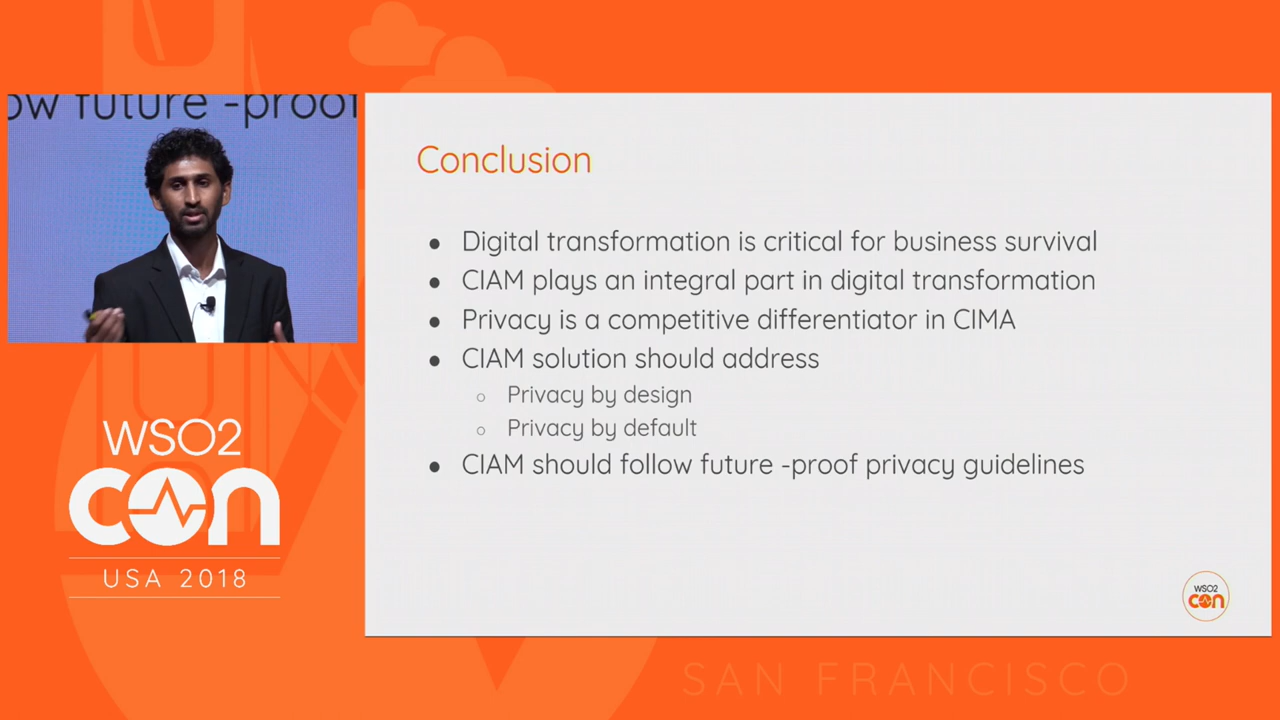 ow future -proof
Conclusion
● Digital transformation is critical for business survival
● CIAM plays an integral part in digital transformation
● Privacy is a competitive differentiator in CIMA
● CIAM solution should address
○ Privacy by design
○ Privacy by default
● CIAM should follow future -proof privacy guidelines
WSO2
con
USA 2018
WSO2
con
SAN FRANCISCO